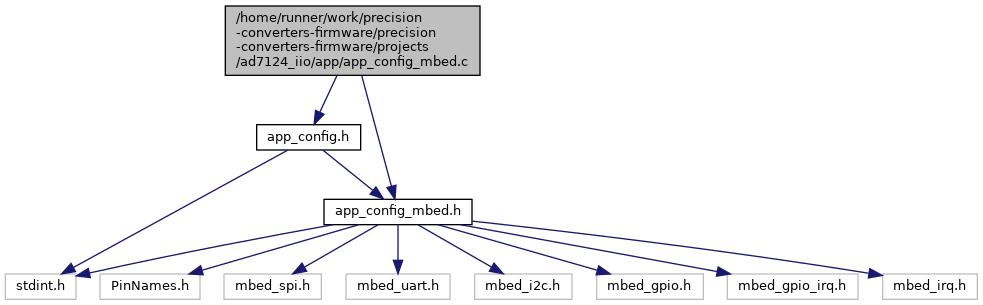 /home/runner/work/precision
-converters-firmware/precision
-converters-firmware/projects
/ad7124_iio/app/app_config_mbed.c
app_config.h
app_config_mbed.h
stdint.h
PinNames.h
mbed_spi.h
mbed_uart.h
mbed_i2c.h
mbed_gpio.h
mbed_gpio_irq.h
mbed_irq.h